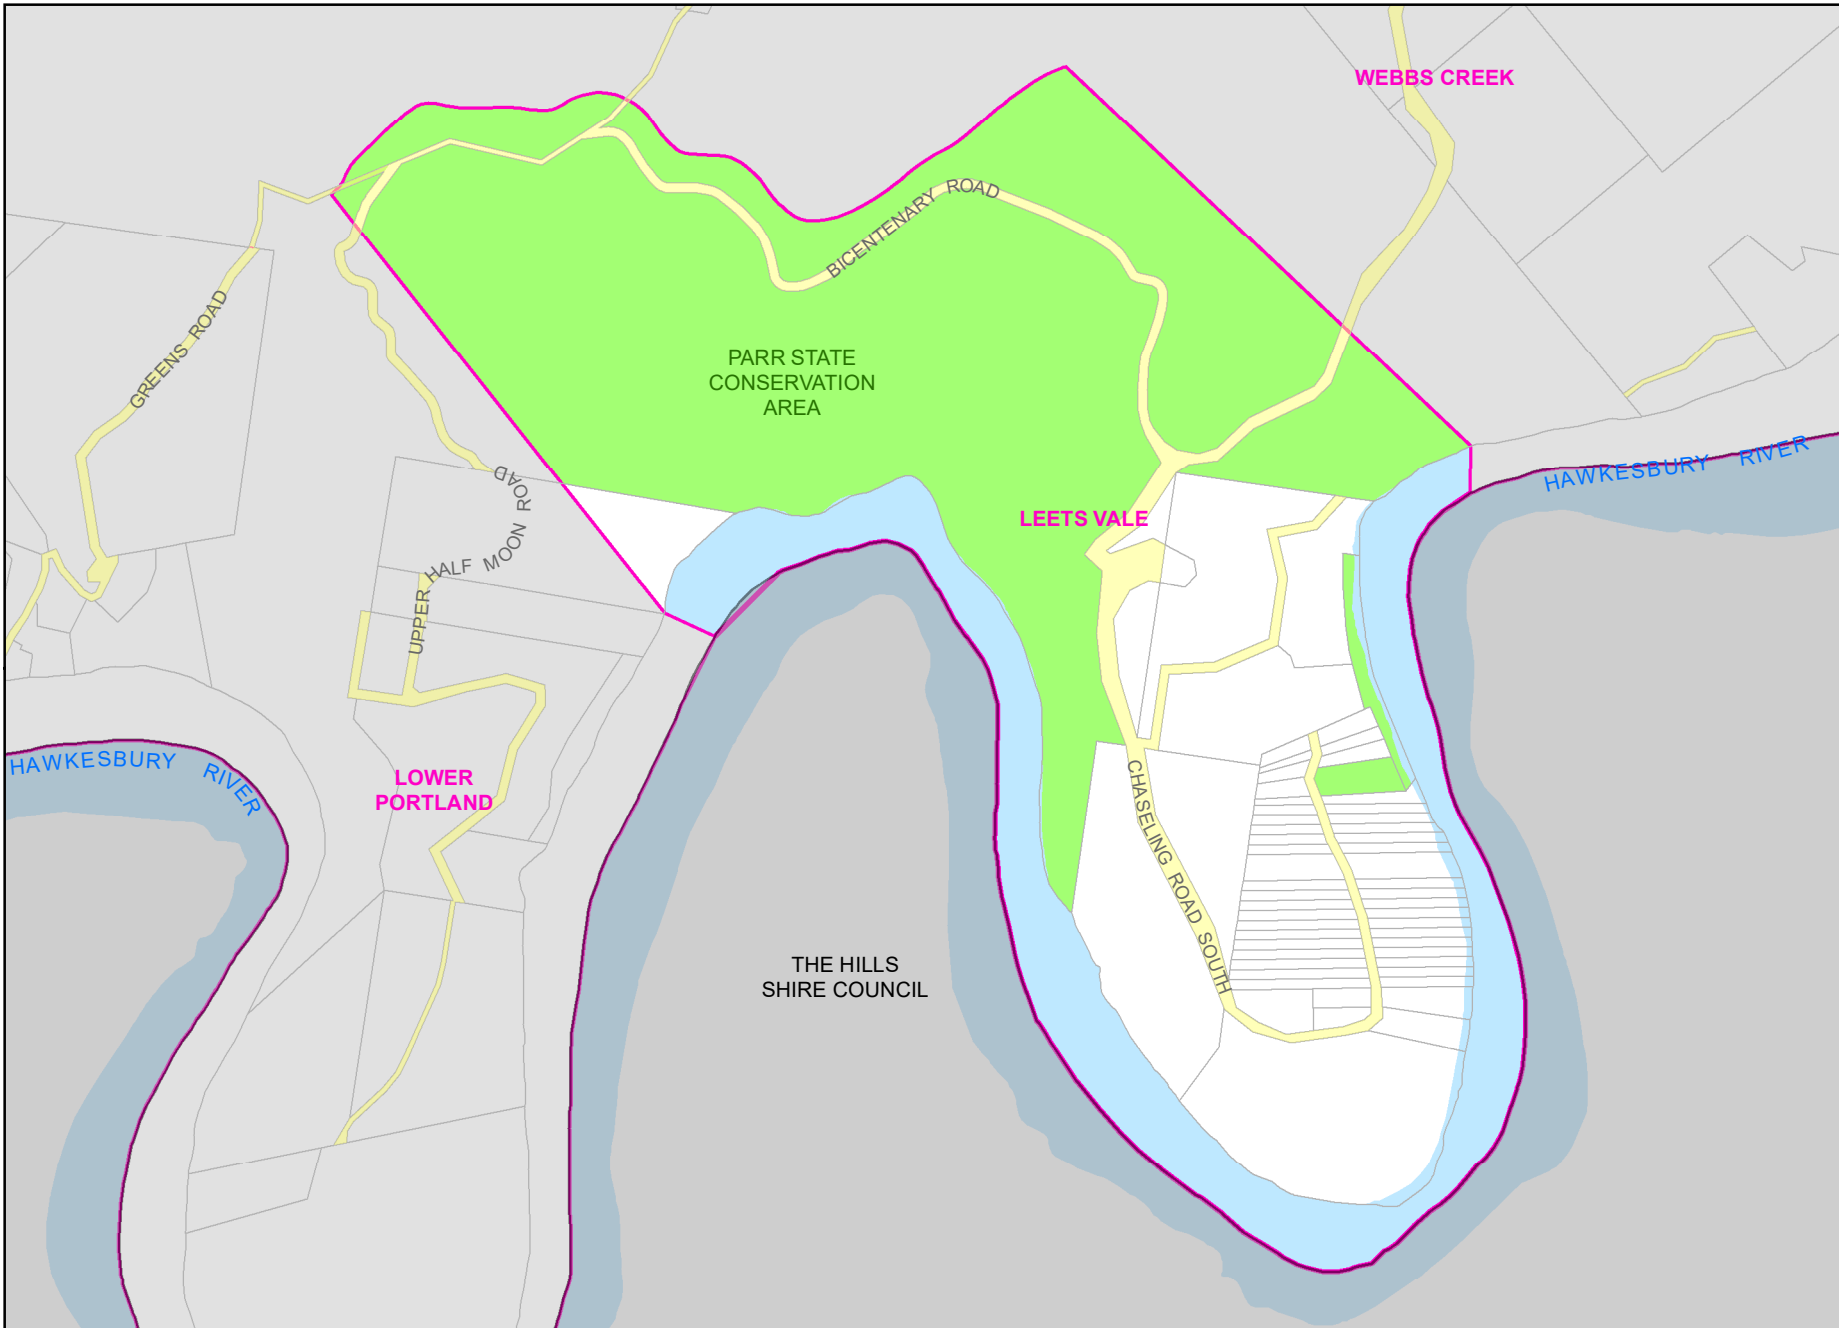 WEBBS CREEK
BICENTENARY ROAD
GREENS ROAD
PARR STATE
CONSERVATION
AREA
HAWKESBURY RIVER
LEETS VALE
UPPER HALF MOON ROAD
HAWKESBURY RIVER
LOWER
PORTLAND
CHASELING ROAD SOUTH
THE HILLS
SHIRE COUNCIL